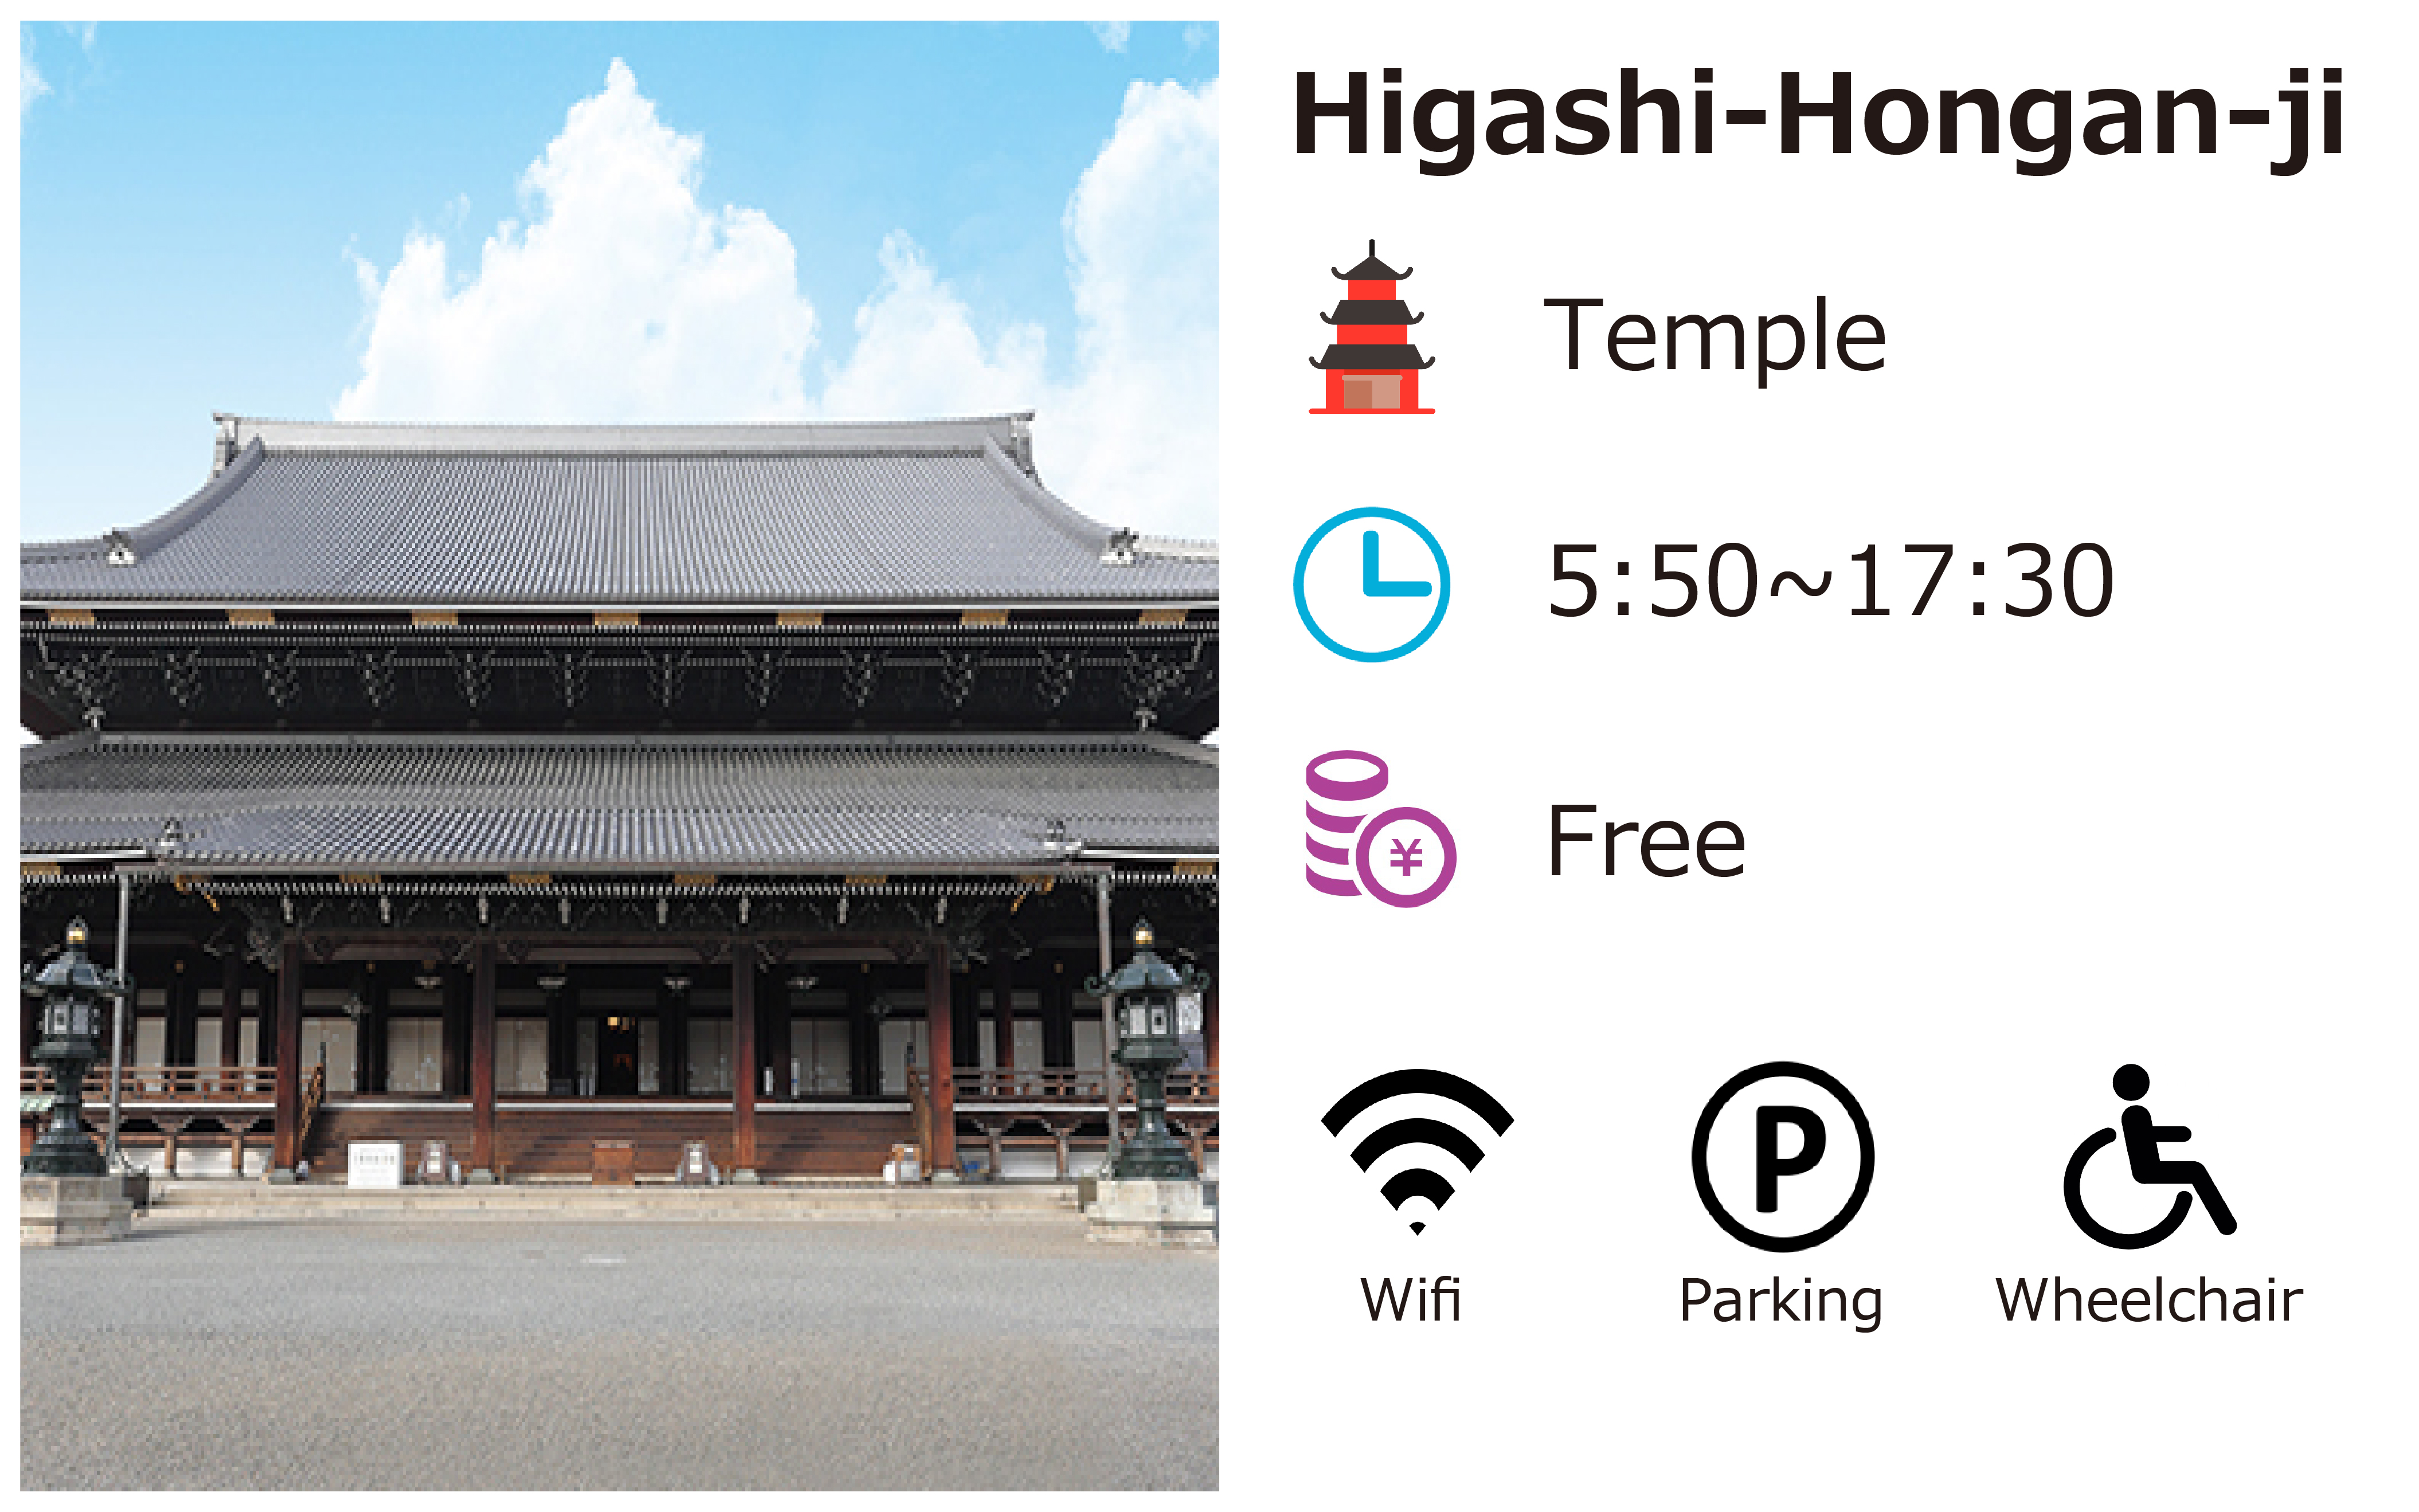 Higashi-Hongan-ji
Temple
5:50~17:30
¥
Free
P
Wifi
Parking
Wheelchair